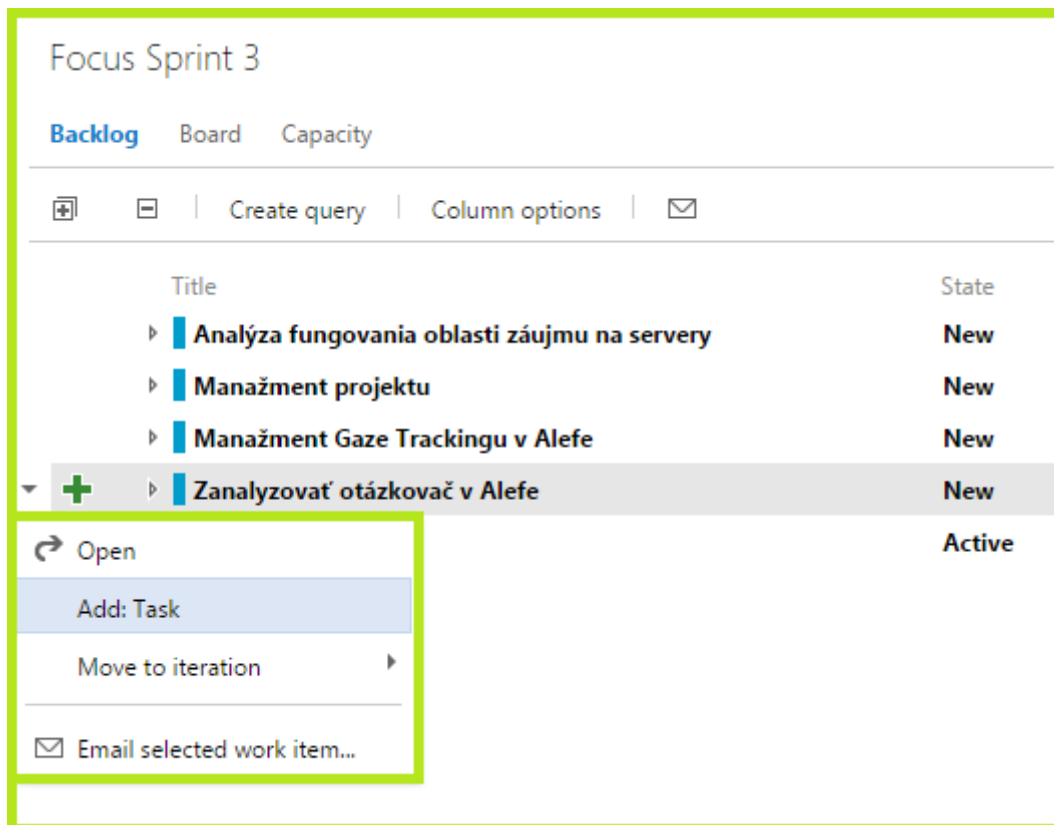 Focus Sprint 3
Backlog Board Capacity
Create query Column options
Title State
Analýza fungovania oblasti záujmu na servery New
Manažment projektu New
Manažment Gaze Trackingu v Alefe New
Zanalyzovať otázkovač v Alefe New
Open Active
Add: Task
Move to iteration
Email selected work item...